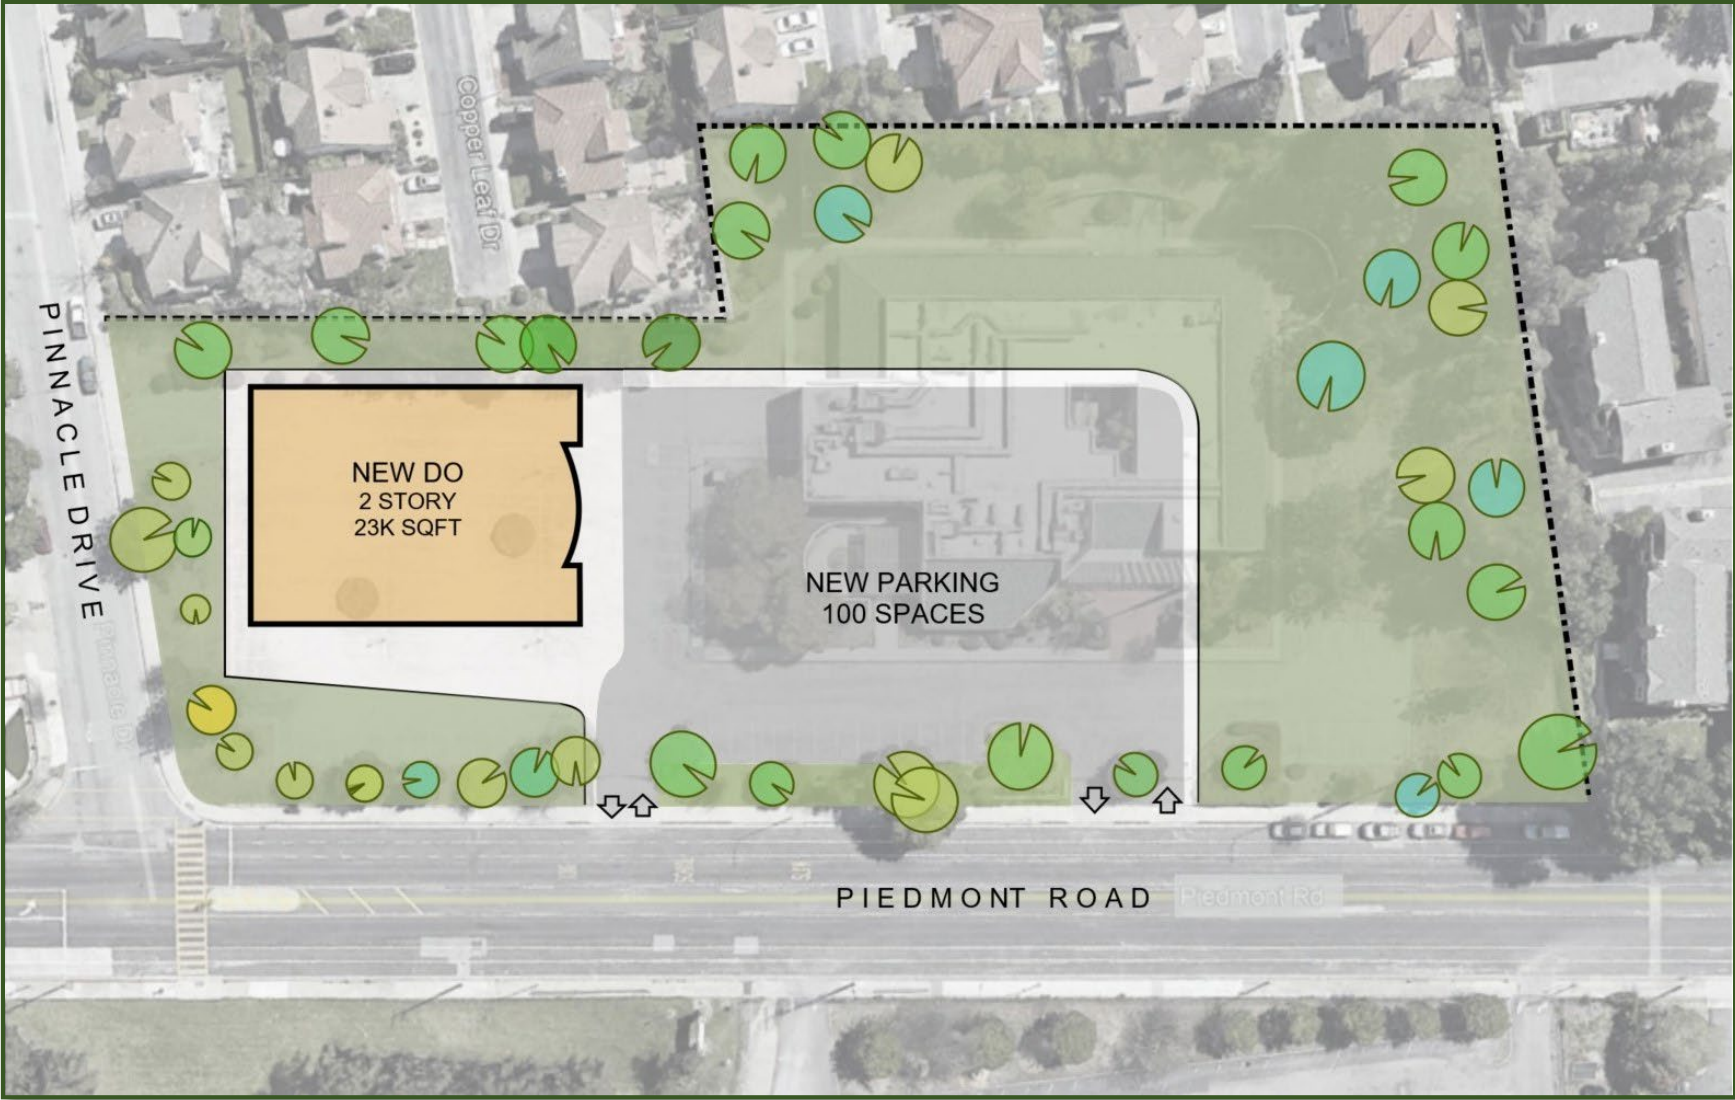 Copper Leaf Dr
PINNACLE DRIVE
Pinnacle Dr
NEW DO
2 STORY
23K SQFT
NEW PARKING
100 SPACES
PIEDMONT ROAD
Piedmont Rd